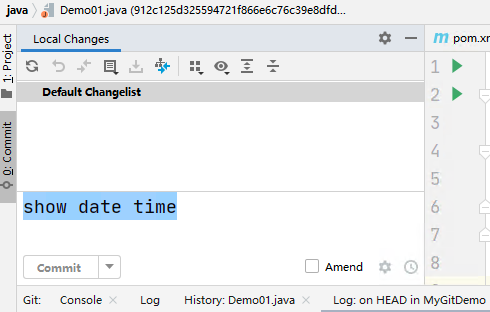 java Demo01.java (912c125d325594721f866e6c76c39e8dfd...
Local Changes
pom.xm
1: Project
0: Commit
Default Changelist
1
2
3
4
5
6
7
8
show date time
Commit
Amend
Git: Console Log History: Demo01.java Log: on HEAD in MyGitDemo